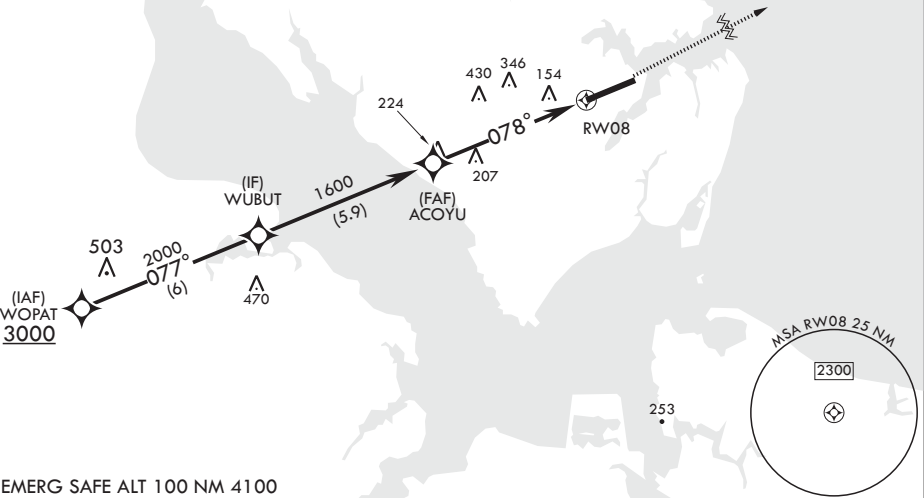 430
346
154
224
RW08
078°
207
(FAF)
ACOYU
1600
(5.9)
(IF)
WUBUT
503
2000
077°
(6)
470
(IAF)
WOPAT
3000
MSA RW08 25 NM
2300
253
EMERG SAFE ALT 100 NM 4100